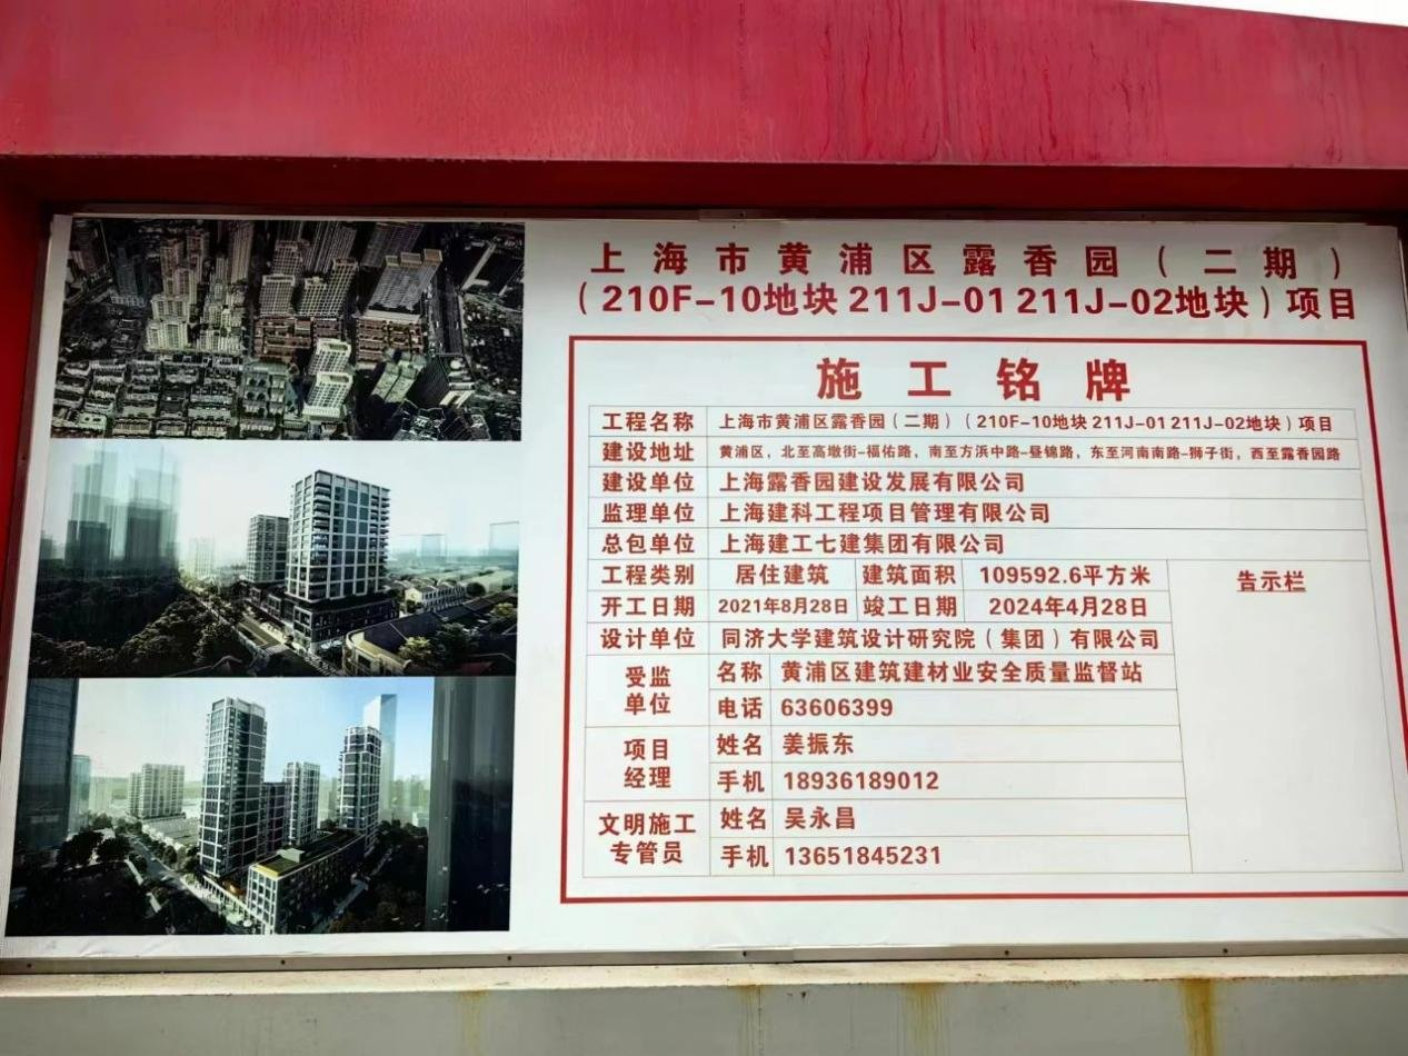 上海市黄浦区露香园（二期）
（210F-10地块 211J-01 211J-02地块）项目
施工铭牌
工程名称 上海市黄浦区露香园（二期）（210F-10地块 211J-01 211J-02地块）项目
建设地址 黄浦区，北至高墩街-福佑路，南至方浜中路-昼锦路，东至河南南路-狮子街，西至露香园路
建设单位 上海露香园建设发展有限公司
监理单位 上海建科工程项目管理有限公司
总包单位 上海建工七建集团有限公司
工程类别 居住建筑 建筑面积 109592.6平方米 告示栏
开工日期 2021年8月28日 竣工日期 2024年4月28日
设计单位 同济大学建筑设计研究院（集团）有限公司
受监单位 名称 黄浦区建筑建材业安全质量监督站
电话 63606399
项目经理 姓名 姜振东
手机 18936189012
文明施工专管员 姓名 吴永昌
手机 13651845231